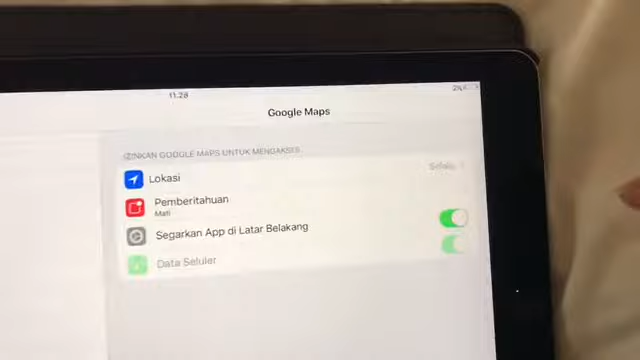 11.28
2%
Google Maps
IZINKAN GOOGLE MAPS UNTUK MENGAKSES
Lokasi
Selalu
Pemberitahuan
Mati
Segarkan App di Latar Belakang
Data Seluler